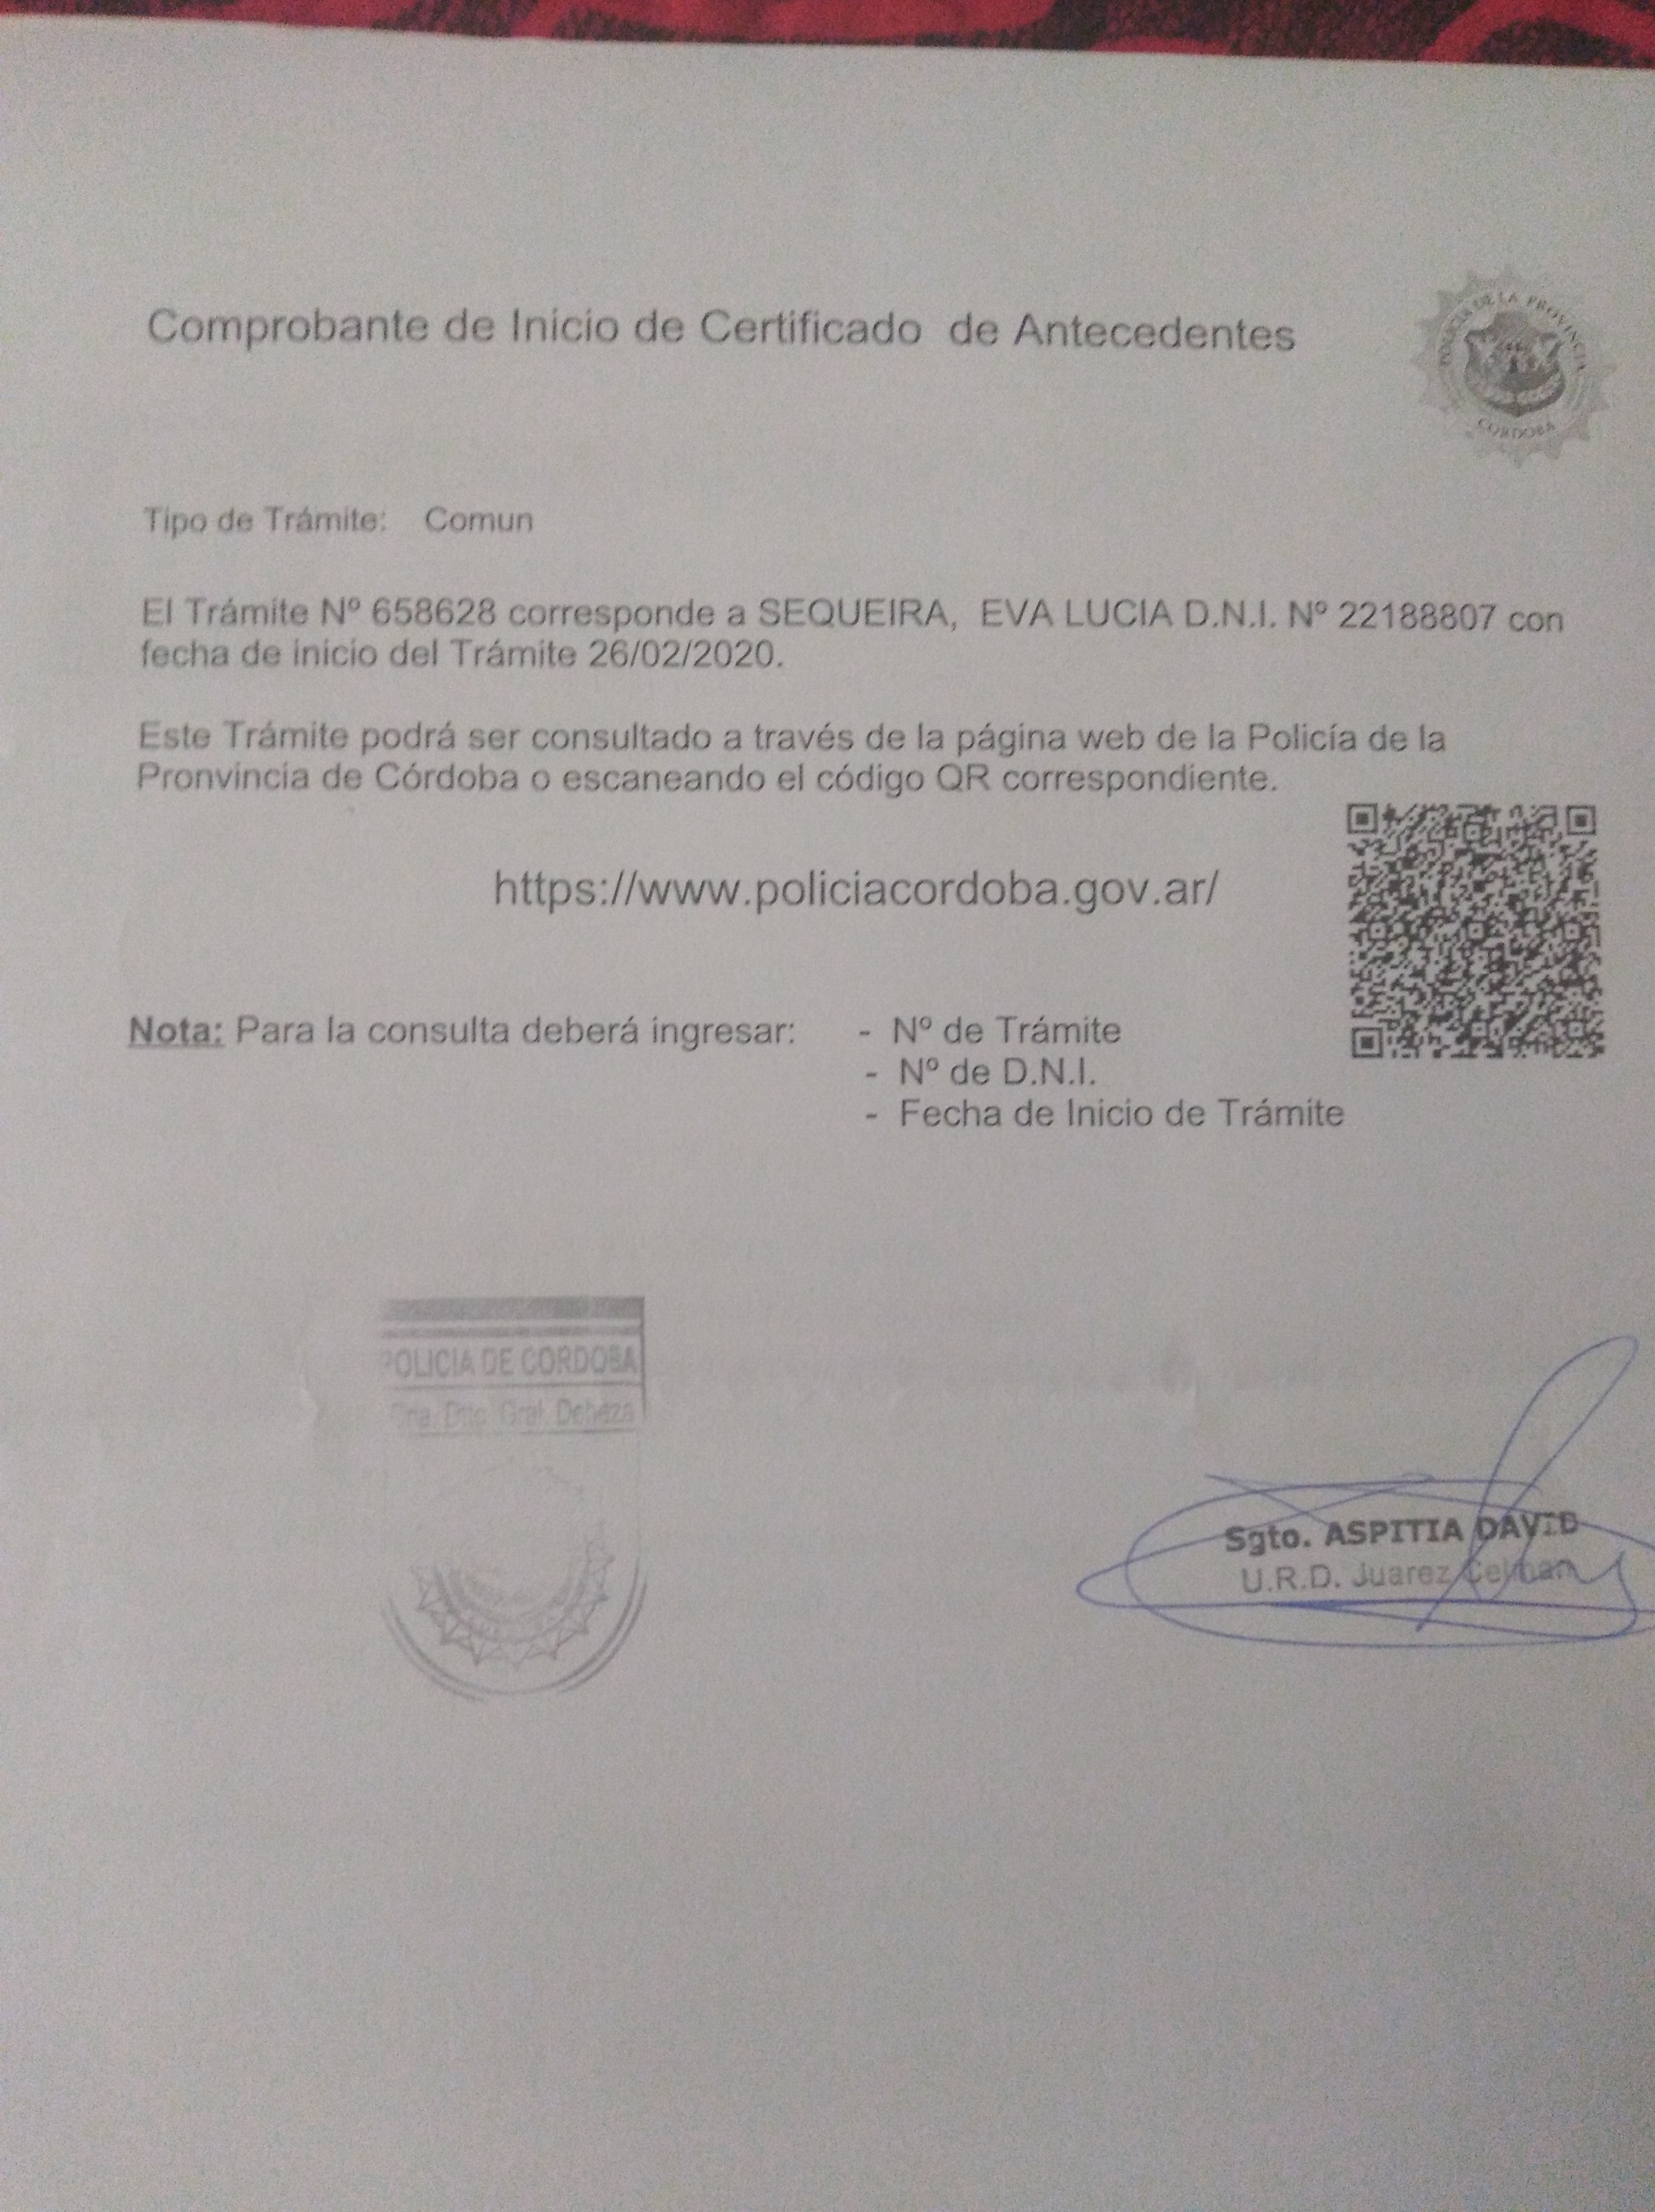 Comprobante de Inicio de Certificado de Antecedentes
POLICIA DE LA PROVINCIA
CORDOBA
Tipo de Trámite: Comun
El Trámite Nº 658628 corresponde a SEQUEIRA, EVA LUCIA D.N.I. Nº 22188807 con
fecha de inicio del Trámite 26/02/2020.
Este Trámite podrá ser consultado a través de la página web de la Policía de la
Pronvincia de Córdoba o escaneando el código QR correspondiente.
https://www.policiacordoba.gov.ar/
Nota: Para la consulta deberá ingresar: - Nº de Trámite
- Nº de D.N.I.
- Fecha de Inicio de Trámite
POLICIA DE CORDOBA
Dtto. Gral. Deheza
Sgto. ASPITIA DAVID
U.R.D. Juarez Celman